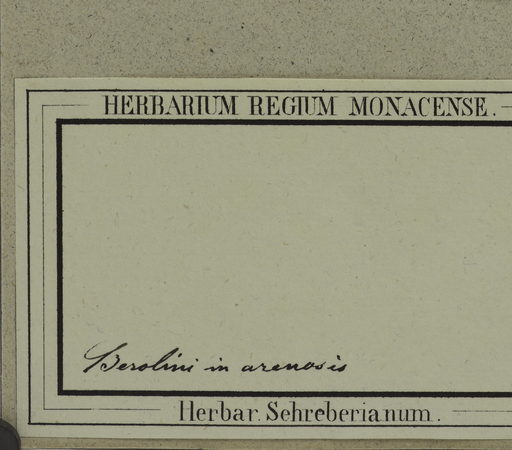 HERBARIUM REGIUM MONACENSE.
Berolini in arenosis
Herbar. Schreberianum.